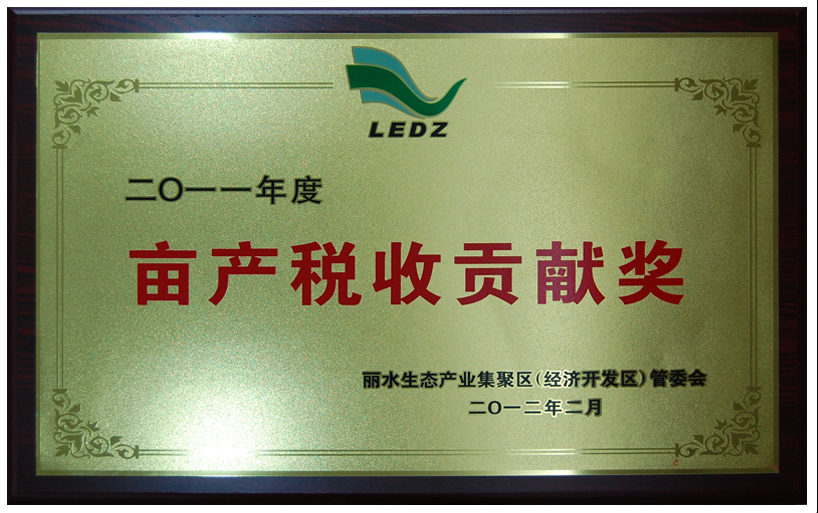 LEDZ
二〇一一年度
亩产税收贡献奖
丽水生态产业集聚区(经济开发区)管委会
二〇一二年二月